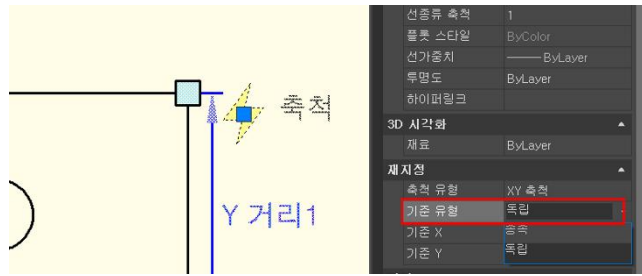 축척
Y 거리1
선종류 축척 1
플롯 스타일 ByColor
선가중치 ByLayer
투명도 ByLayer
하이퍼링크
3D 시각화
재료 ByLayer
재지정
축척 유형 XY 축척
기준 유형 독립
기준 X 종속
기준 Y 독립